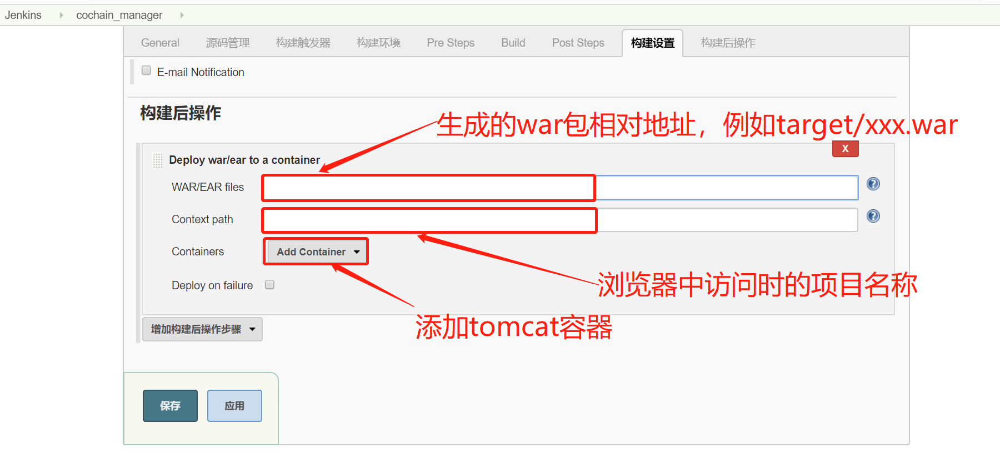 Jenkins cochain_manager
General 源码管理 构建触发器 构建环境 Pre Steps Build Post Steps 构建设置 构建后操作
E-mail Notification
构建后操作
生成的war包相对地址，例如target/xxx.war
X
Deploy war/ear to a container
WAR/EAR files
Context path
Containers Add Container
浏览器中访问时的项目名称
Deploy on failure
添加tomcat容器
增加构建后操作步骤
保存 应用